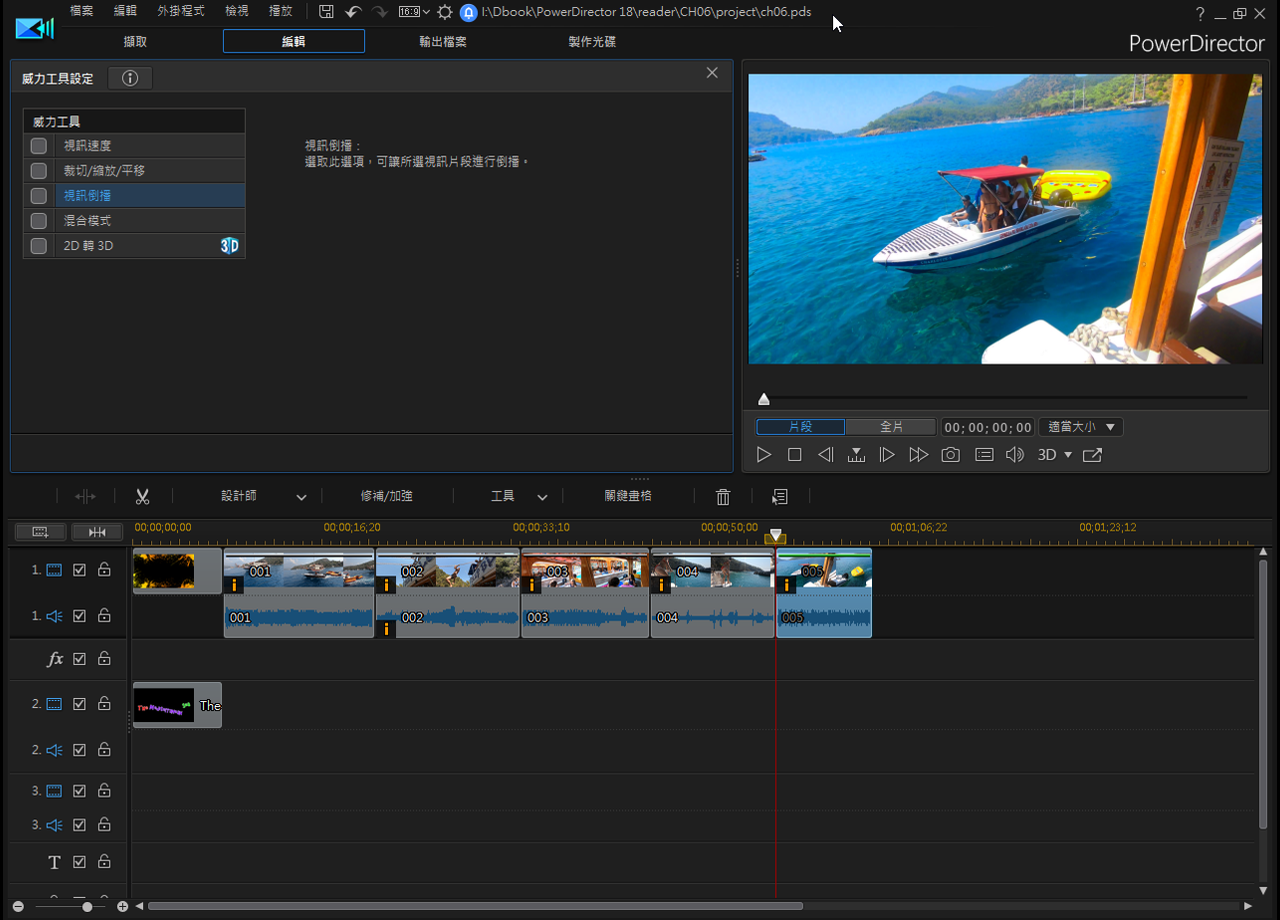 檔案 編輯 外掛程式 檢視 播放 16:9 I:\Dbook\PowerDirector 18\reader\CH06\project\ch06.pds ?
擷取 編輯 輸出檔案 製作光碟
PowerDirector
威力工具設定 i
威力工具
視訊速度
裁切/縮放/平移
視訊倒播
混合模式
2D 轉 3D 3D
視訊倒播：
選取此選項，可讓所選視訊片段進行倒播。
片段 全片 00;00;00;00 適當大小
3D
設計師 修補/加強 工具 關鍵畫格
00;00;00;00 00;00;16;20 00;00;33;10 00;00;50;00 00;01;06;22 00;01;23;12
1. i 001 i 002 i 003 i 004 i 005
1. 001 i 002 003 004 005
fx
2. The
2.
3.
3.
T